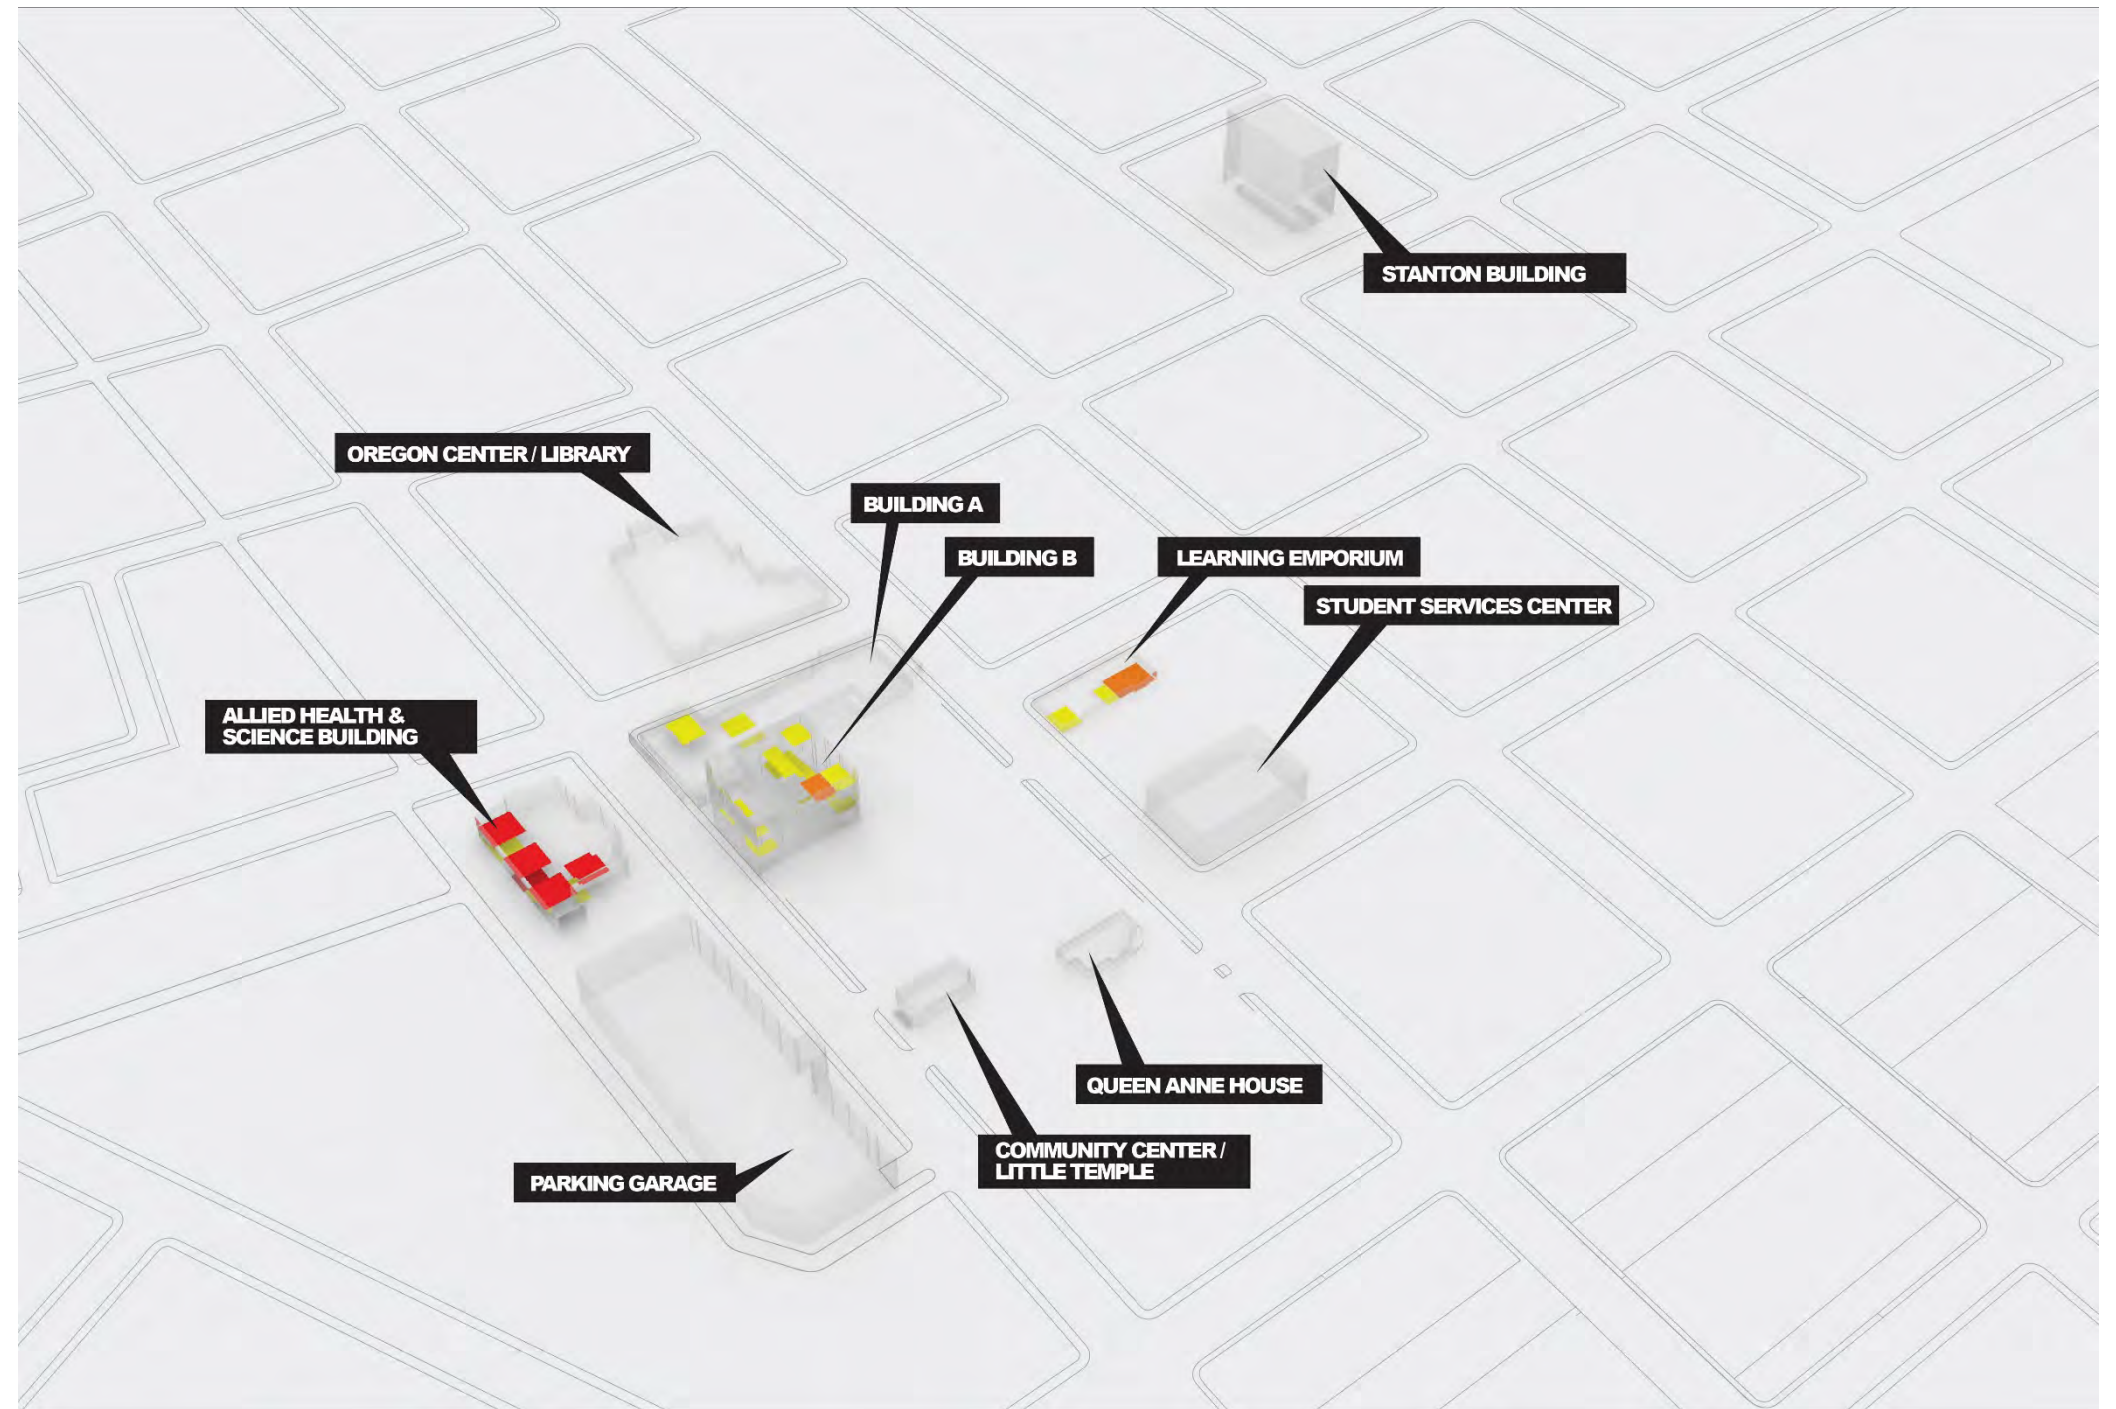 STANTON BUILDING
OREGON CENTER / LIBRARY
BUILDING A
BUILDING B
LEARNING EMPORIUM
STUDENT SERVICES CENTER
ALLIED HEALTH &
SCIENCE BUILDING
QUEEN ANNE HOUSE
COMMUNITY CENTER /
LITTLE TEMPLE
PARKING GARAGE